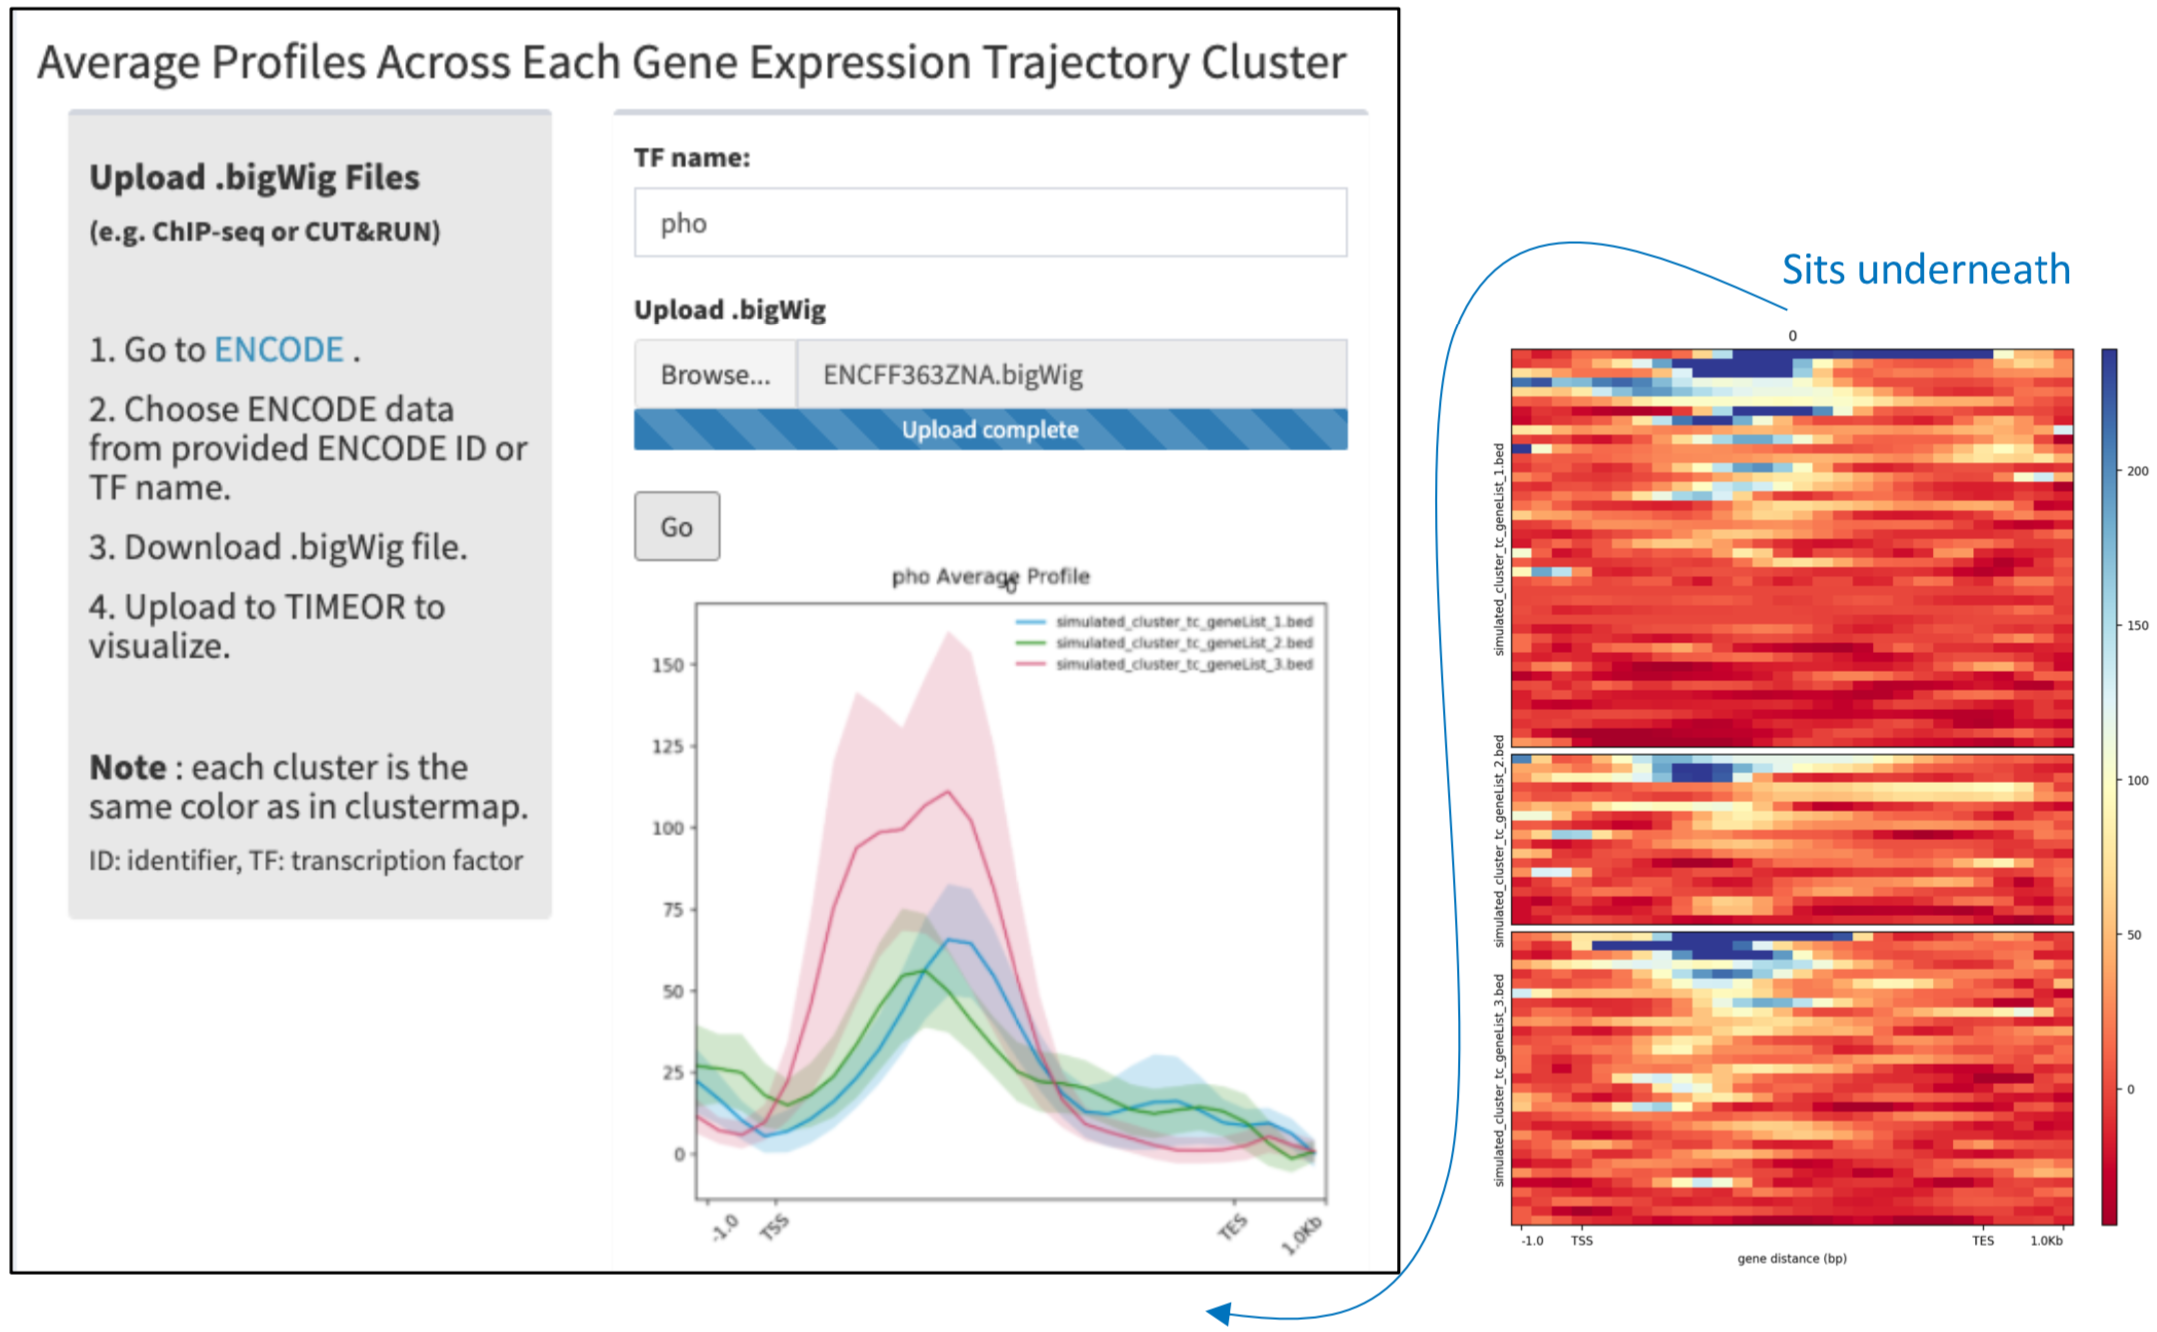 Average Profiles Across Each Gene Expression Trajectory Cluster
Upload .bigWig Files
(e.g. ChIP-seq or CUT&RUN)
1. Go to ENCODE .
2. Choose ENCODE data
from provided ENCODE ID or
TF name.
3. Download .bigWig file.
4. Upload to TIMEOR to
visualize.
Note : each cluster is the
same color as in clustermap.
ID: identifier, TF: transcription factor
TF name:
pho
Upload .bigWig
Browse...
ENCFF363ZNA.bigWig
Upload complete
Go
pho Average Profile
0
simulated_cluster_tc_geneList_1.bed
simulated_cluster_tc_geneList_2.bed
simulated_cluster_tc_geneList_3.bed
150
125
100
75
50
25
0
-1.0
TSS
TES
1.0Kb
Sits underneath
0
simulated_cluster_tc_geneList_1.bed
simulated_cluster_tc_geneList_2.bed
simulated_cluster_tc_geneList_3.bed
-1.0
TSS
TES
1.0Kb
gene distance (bp)
200
150
100
50
0